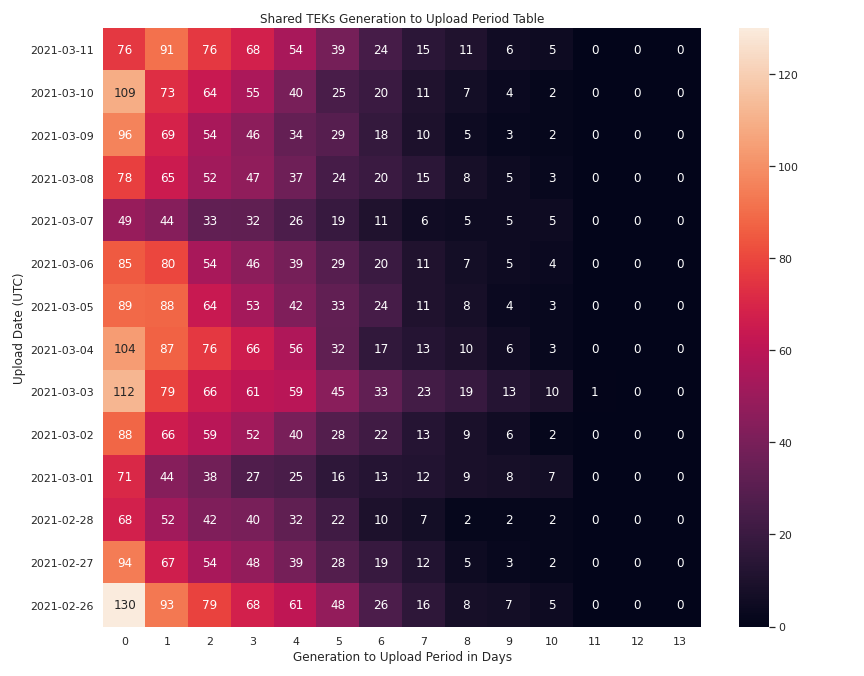 Shared TEKs Generation to Upload Period Table
2021-03-11 76 91 76 68 54 39 24 15 11 6 5 0 0 0
2021-03-10 109 73 64 55 40 25 20 11 7 4 2 0 0 0
2021-03-09 96 69 54 46 34 29 18 10 5 3 2 0 0 0
2021-03-08 78 65 52 47 37 24 20 15 8 5 3 0 0 0
2021-03-07 49 44 33 32 26 19 11 6 5 5 5 0 0 0
2021-03-06 85 80 54 46 39 29 20 11 7 5 4 0 0 0
2021-03-05 89 88 64 53 42 33 24 11 8 4 3 0 0 0
2021-03-04 104 87 76 66 56 32 17 13 10 6 3 0 0 0
2021-03-03 112 79 66 61 59 45 33 23 19 13 10 1 0 0
2021-03-02 88 66 59 52 40 28 22 13 9 6 2 0 0 0
2021-03-01 71 44 38 27 25 16 13 12 9 8 7 0 0 0
2021-02-28 68 52 42 40 32 22 10 7 2 2 2 0 0 0
2021-02-27 94 67 54 48 39 28 19 12 5 3 2 0 0 0
2021-02-26 130 93 79 68 61 48 26 16 8 7 5 0 0 0
0 1 2 3 4 5 6 7 8 9 10 11 12 13
Generation to Upload Period in Days
Upload Date (UTC)
120
100
80
60
40
20
0